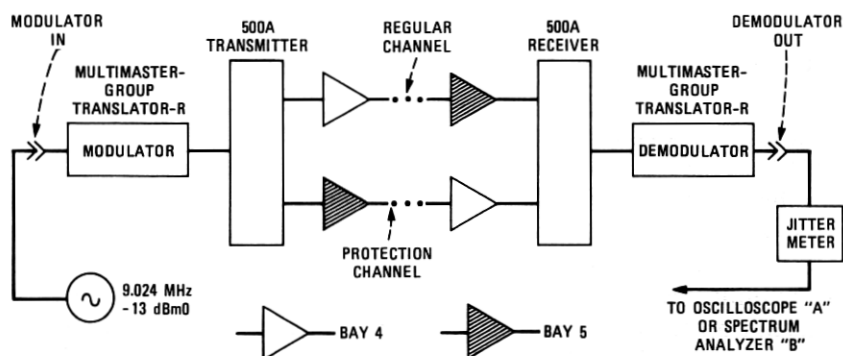 MODULATOR
IN
MULTIMASTER-
GROUP
TRANSLATOR-R
MODULATOR
500A
TRANSMITTER
REGULAR
CHANNEL
500A
RECEIVER
MULTIMASTER-
GROUP
TRANSLATOR-R
DEMODULATOR
DEMODULATOR
OUT
PROTECTION
CHANNEL
JITTER
METER
9.024 MHz
-13 dBm0
BAY 4
BAY 5
TO OSCILLOSCOPE "A"
OR SPECTRUM
ANALYZER "B"